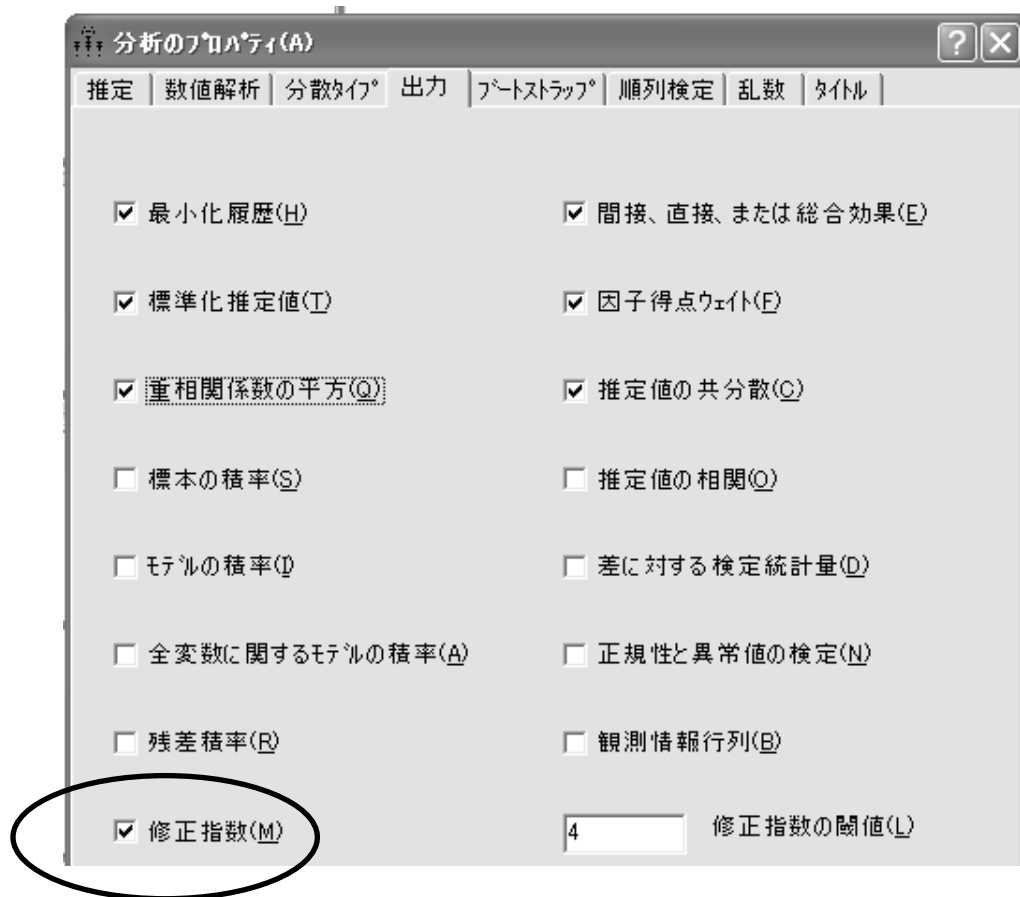 分析のプロパティ(A)
推定 数値解析 分散タイプ 出力 ブートストラップ 順列検定 乱数 タイトル
最小化履歴(H)
間接、直接、または総合効果(E)
標準化推定値(T)
因子得点ウェイト(F)
重相関係数の平方(Q)
推定値の共分散(C)
標本の積率(S)
推定値の相関(O)
モデルの積率(I)
差に対する検定統計量(D)
全変数に関するモデルの積率(A)
正規性と異常値の検定(N)
残差積率(R)
観測情報行列(B)
修正指数(M)
4 修正指数の閾値(L)